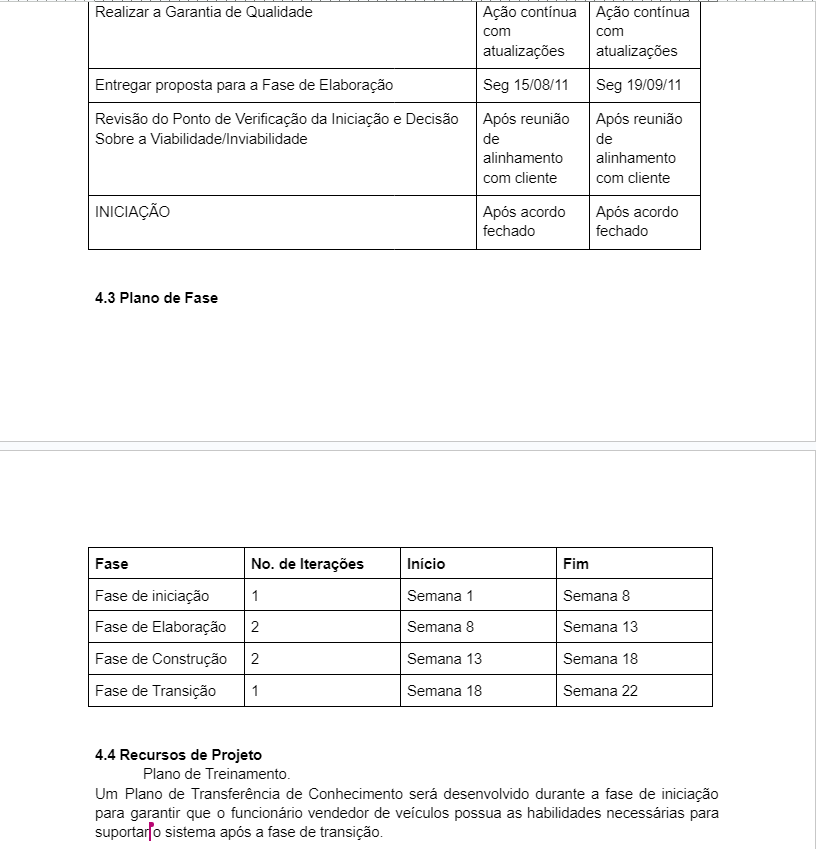 Realizar a Garantia de Qualidade
Ação contínua
com
atualizações
Ação contínua
com
atualizações
Entregar proposta para a Fase de Elaboração
Seg 15/08/11
Seg 19/09/11
Revisão do Ponto de Verificação da Iniciação e Decisão
Sobre a Viabilidade/Inviabilidade
Após reunião
de
alinhamento
com cliente
Após reunião
de
alinhamento
com cliente
INICIAÇÃO
Após acordo
fechado
Após acordo
fechado
4.3 Plano de Fase
Fase No. de Iterações Início Fim
Fase de iniciação 1 Semana 1 Semana 8
Fase de Elaboração 2 Semana 8 Semana 13
Fase de Construção 2 Semana 13 Semana 18
Fase de Transição 1 Semana 18 Semana 22
4.4 Recursos de Projeto
Plano de Treinamento.
Um Plano de Transferência de Conhecimento será desenvolvido durante a fase de iniciação
para garantir que o funcionário vendedor de veículos possua as habilidades necessárias para
suportar o sistema após a fase de transição.